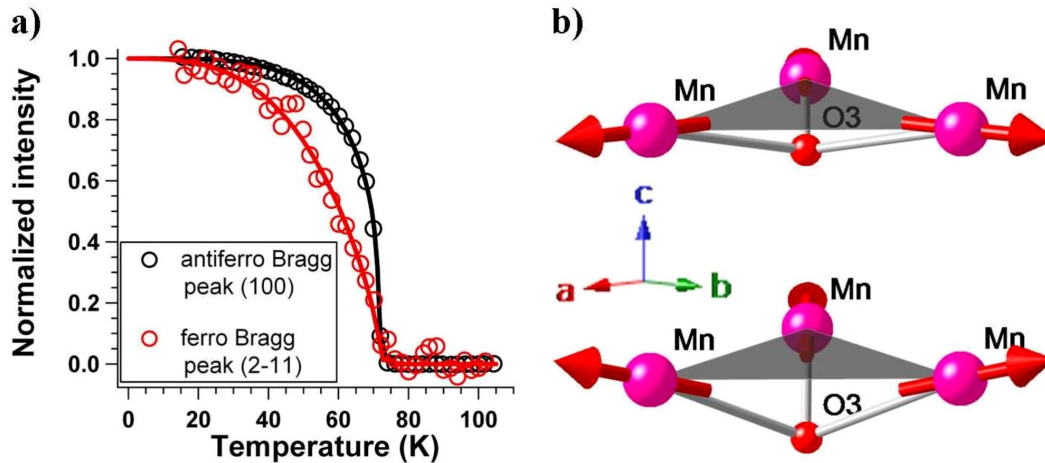 a)
Normalized intensity
1.0
0.8
0.6
0.4
0.2
0.0
antiferro Bragg
peak (100)
ferro Bragg
peak (2-11)
0 20 40 60 80 100
Temperature (K)
b)
Mn
Mn
Mn
O3
c
a
b
Mn
Mn
Mn
O3